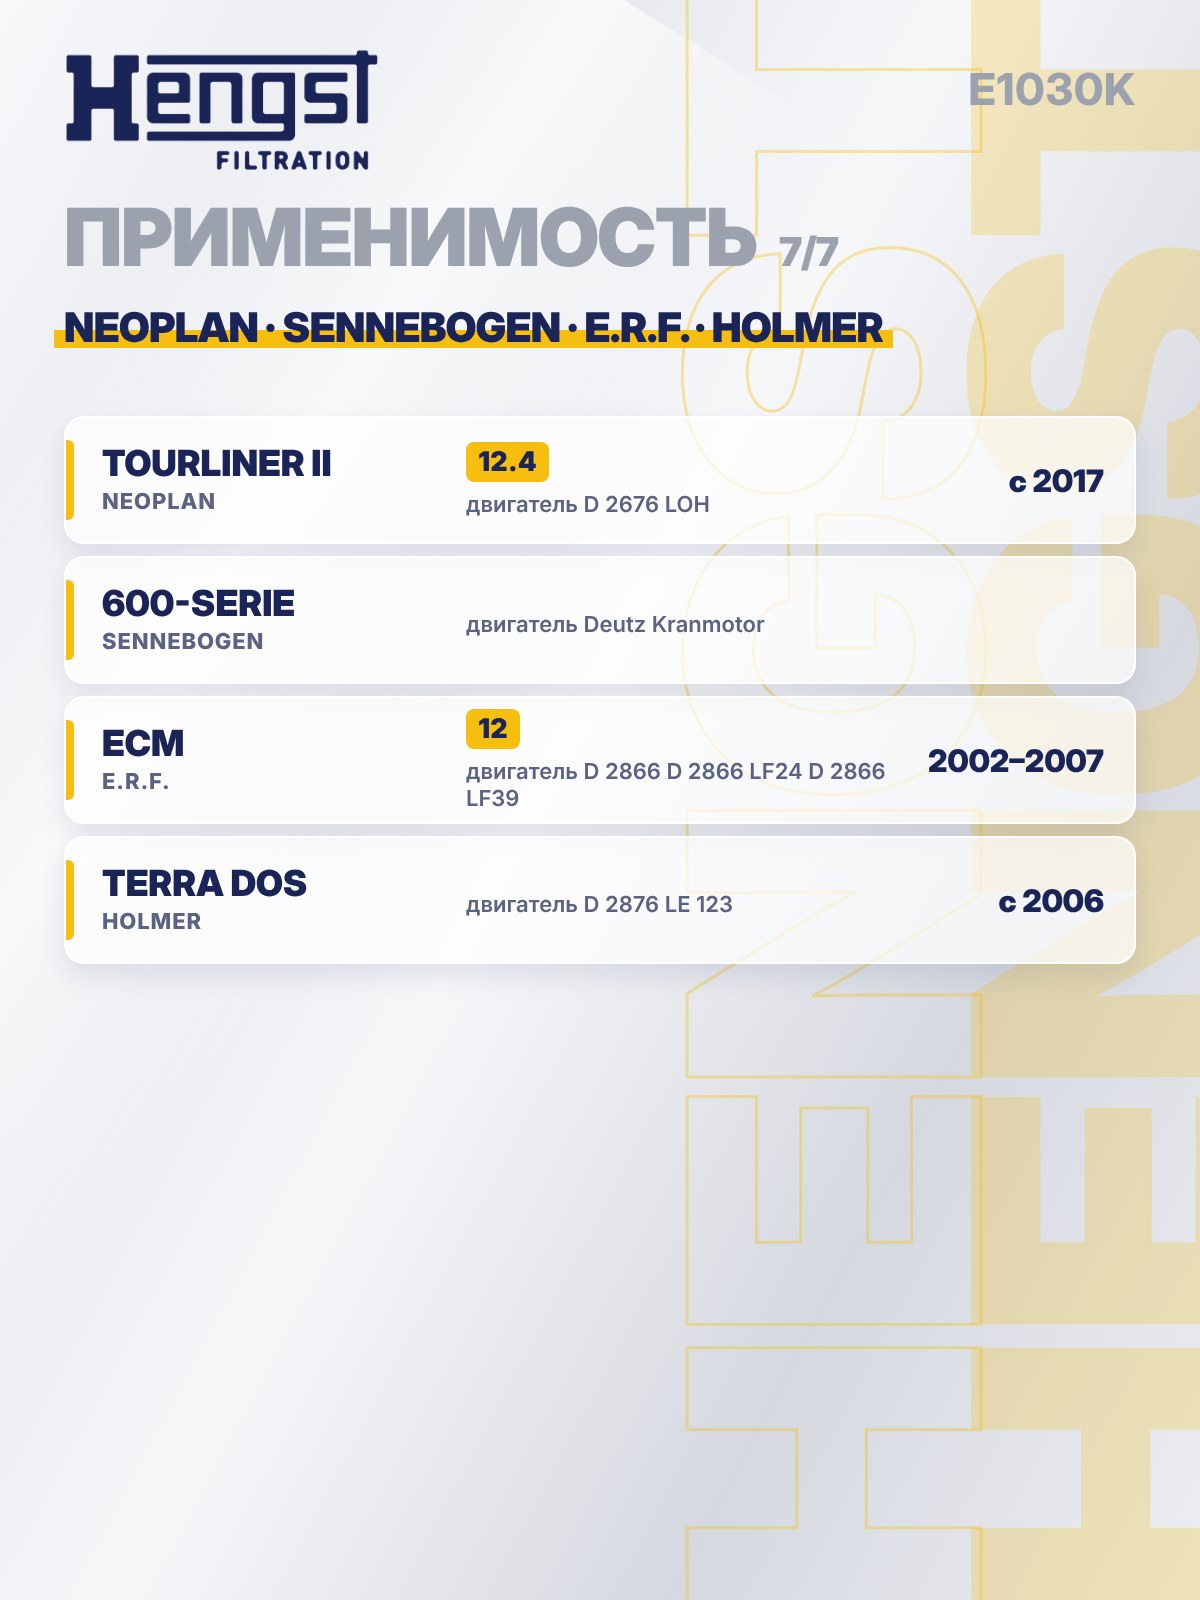 Hengst
FILTRATION
E1030K
ПРИМЕНИМОСТЬ 7/7
NEOPLAN · SENNEBOGEN · E.R.F. · HOLMER
TOURLINER II
NEOPLAN
12.4
двигатель D 2676 LOH
с 2017
600-SERIE
SENNEBOGEN
двигатель Deutz Kranmotor
ECM
E.R.F.
12
двигатель D 2866 D 2866 LF24 D 2866
LF39
2002–2007
TERRA DOS
HOLMER
двигатель D 2876 LE 123
с 2006
HENGST
HENGST